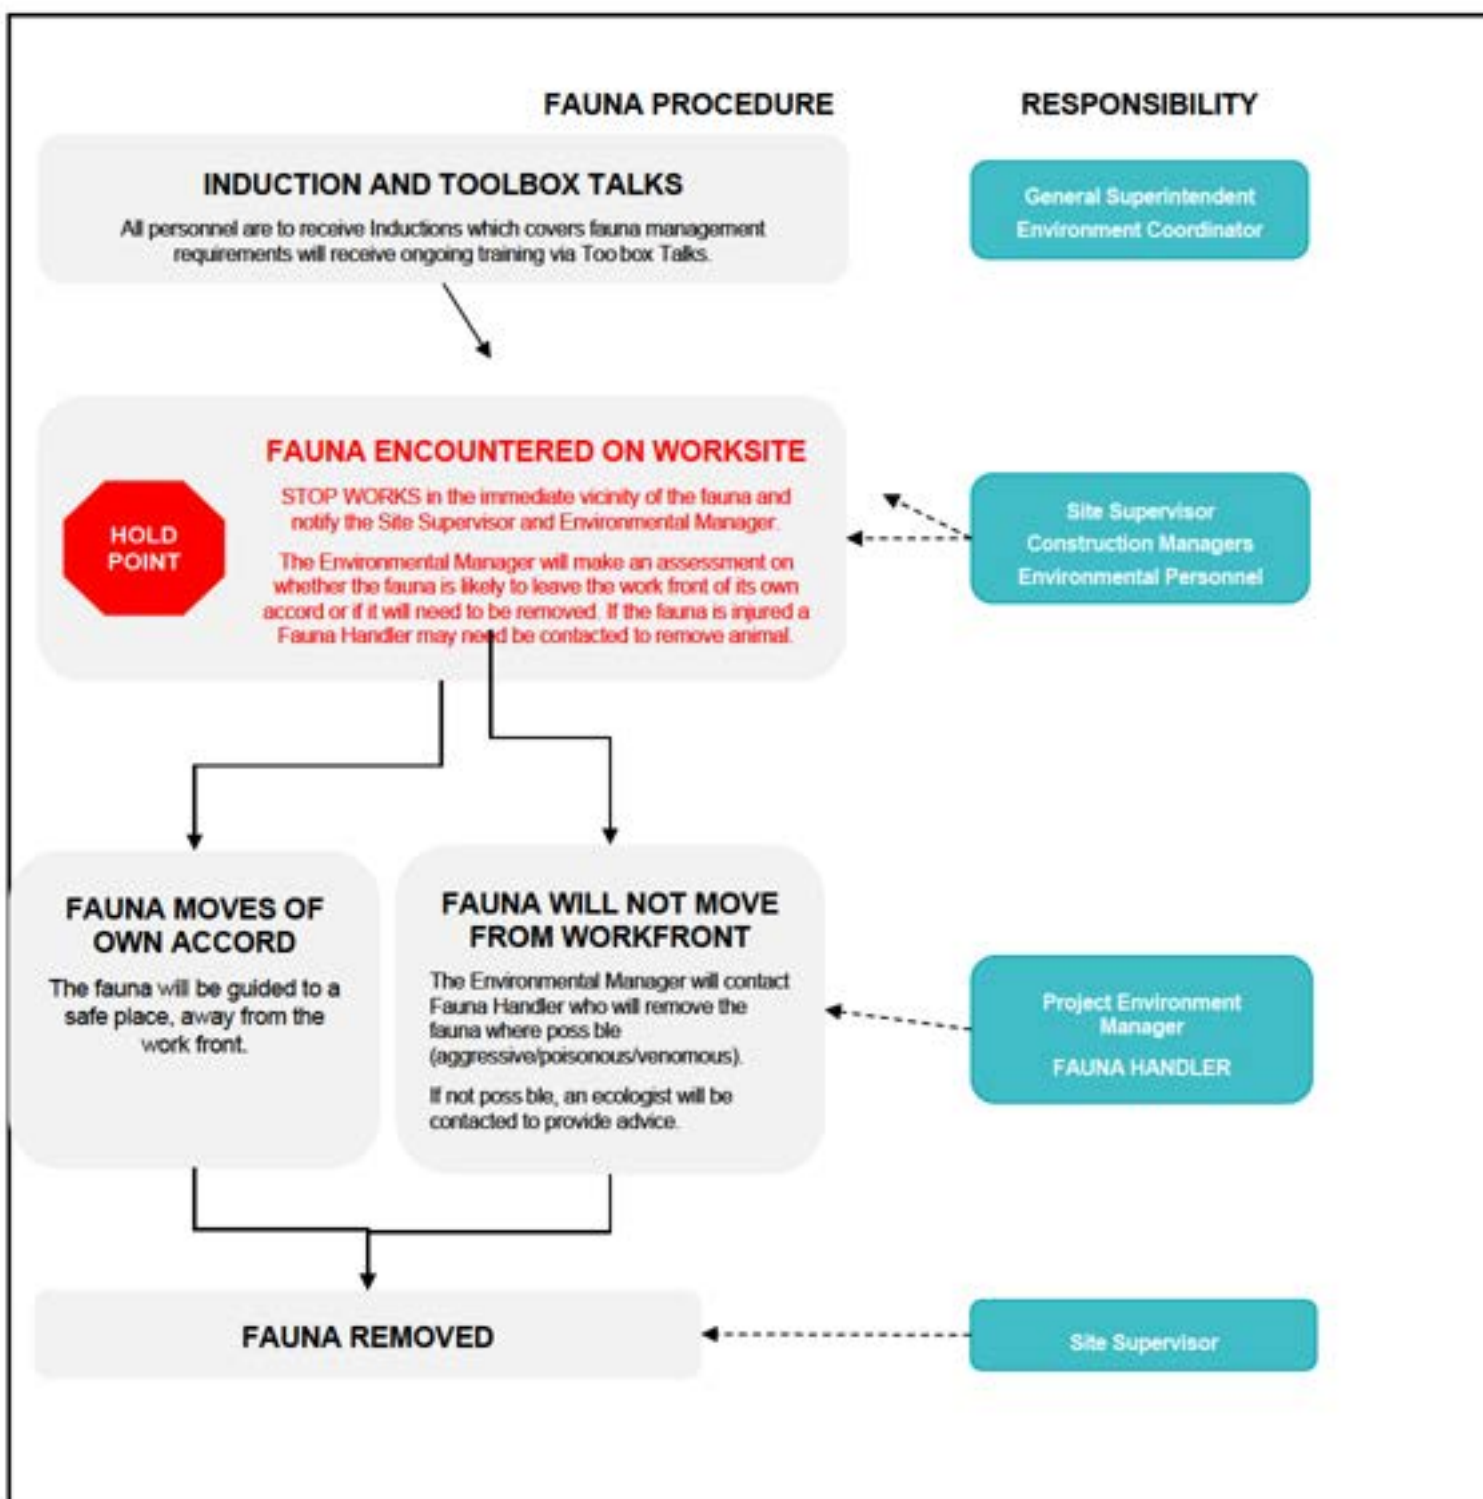 FAUNA PROCEDURE
RESPONSIBILITY
INDUCTION AND TOOLBOX TALKS
All personnel are to receive Inductions which covers fauna management
requirements will receive ongoing training via Too box Talks.
General Superintendent
Environment Coordinator
HOLD
POINT
FAUNA ENCOUNTERED ON WORKSITE
STOP WORKS in the immediate vicinity of the fauna and
notify the Site Supervisor and Environmental Manager.
The Environmental Manager will make an assessment on
whether the fauna is likely to leave the work front of its own
accord or if it will need to be removed. If the fauna is injured a
Fauna Handler may need be contacted to remove animal.
Site Supervisor
Construction Managers
Environmental Personnel
FAUNA MOVES OF
OWN ACCORD
The fauna will be guided to a
safe place, away from the
work front.
FAUNA WILL NOT MOVE
FROM WORKFRONT
The Environmental Manager will contact
Fauna Handler who will remove the
fauna where poss ble
(aggressive/poisonous/venomous).
If not poss ble, an ecologist will be
contacted to provide advice.
Project Environment
Manager
FAUNA HANDLER
FAUNA REMOVED
Site Supervisor